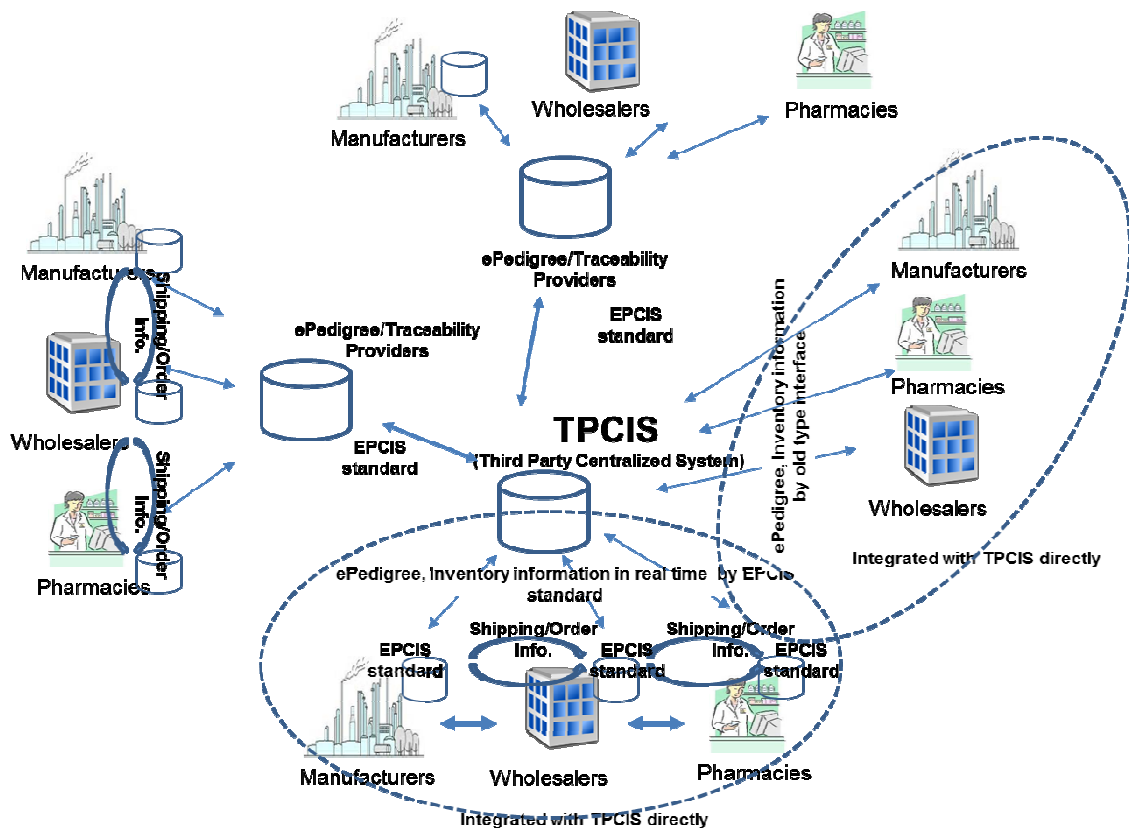 Wholesalers
Pharmacies
Manufacturers
ePedigree/Traceability
Providers
EPCIS
standard
Manufacturers
Shipping/Order
Info.
Wholesalers
Shipping/Order
Info.
Pharmacies
ePedigree/Traceability
Providers
EPCIS
standard
TPCIS
(Third Party Centralized System)
Manufacturers
Pharmacies
Wholesalers
ePedigree, Inventory information
by old type interface
Integrated with TPCIS directly
ePedigree, Inventory information in real time by EPCIS
standard
Shipping/Order
Info.
Shipping/Order
Info.
EPCIS
standard
EPCIS
standard
EPCIS
standard
Manufacturers
Wholesalers
Pharmacies
Integrated with TPCIS directly